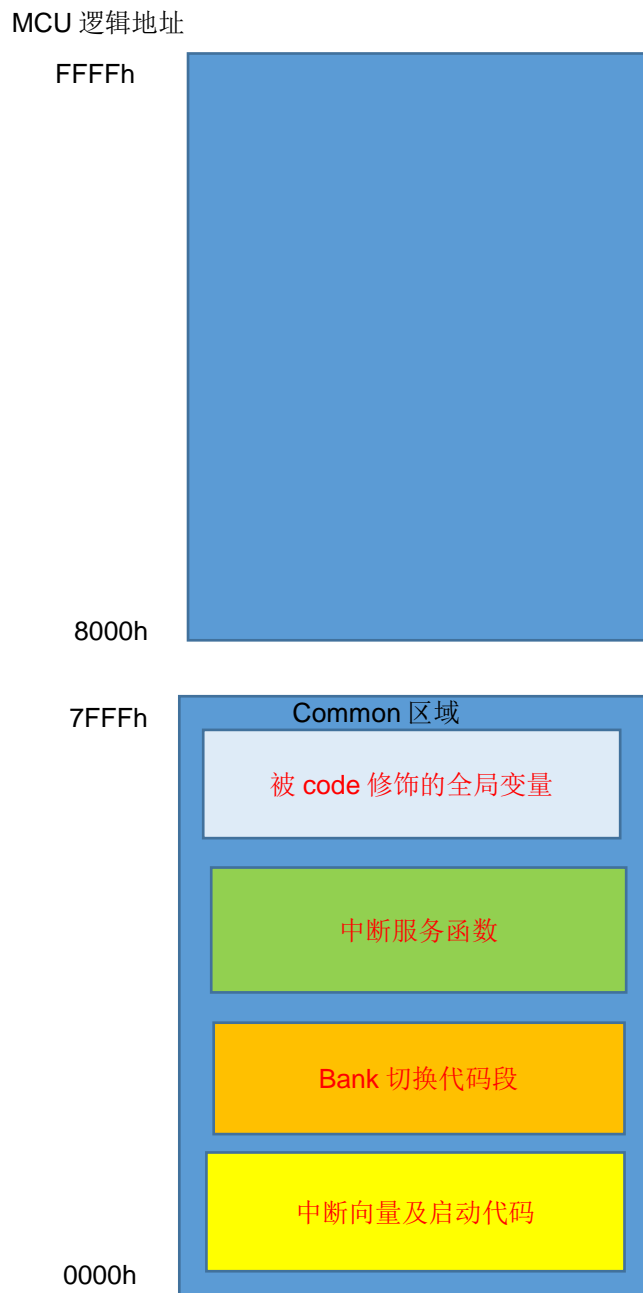 MCU 逻辑地址
FFFFh
8000h
7FFFh
Common 区域
被 code 修饰的全局变量
中断服务函数
Bank 切换代码段
中断向量及启动代码
0000h